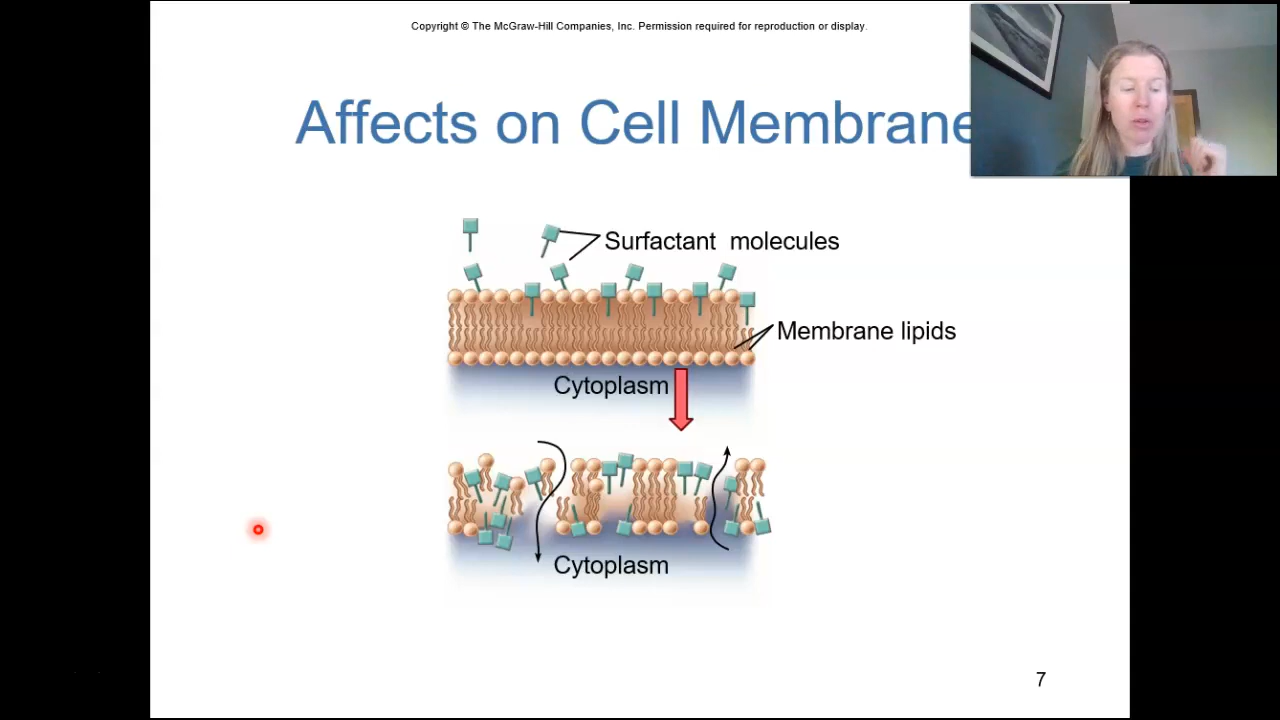 Copyright © The McGraw-Hill Companies, Inc. Permission required for reproduction or display.
Affects on Cell Membrane
Surfactant molecules
Membrane lipids
Cytoplasm
Cytoplasm
7